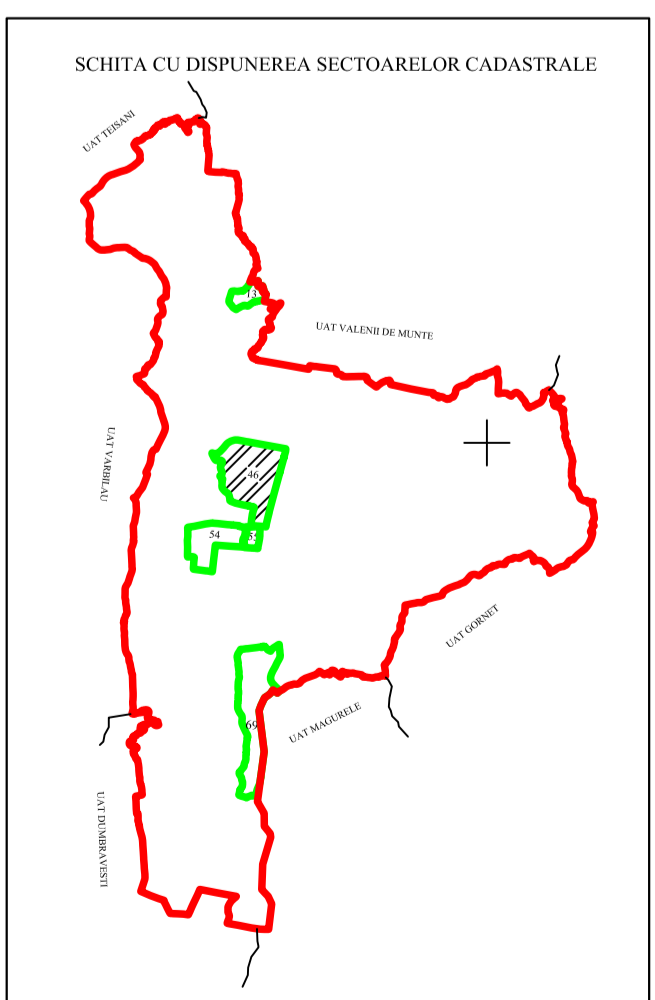 SCHITA CU DISPUNEREA SECTOARELOR CADASTRALE
UAT TEISANI
13
UAT VALENII DE MUNTE
UAT VARBILAU
46
54
55
UAT GORNET
69
UAT MAGURELE
UAT DUMBRAVESTI